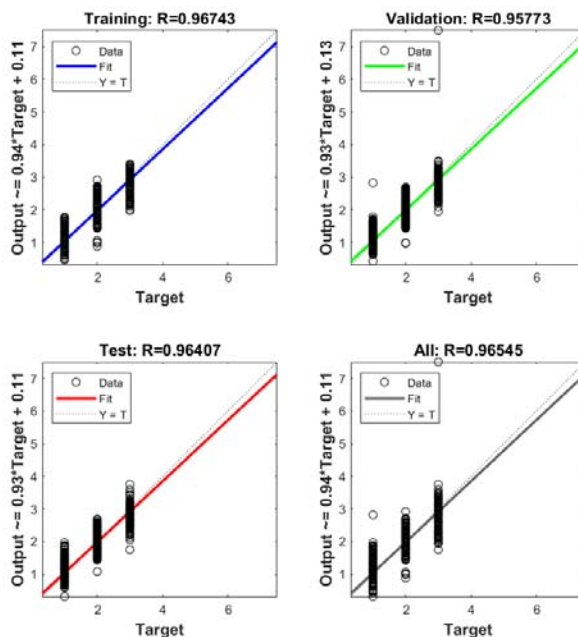 Training: R=0.96743
Data
Fit
Y = T
Output ~= 0.94*Target + 0.11
7
6
5
4
3
2
1
2
4
6
Target
Validation: R=0.95773
Data
Fit
Y = T
Output ~= 0.93*Target + 0.13
7
6
5
4
3
2
1
2
4
6
Target
Test: R=0.96407
Data
Fit
Y = T
Output ~= 0.93*Target + 0.11
7
6
5
4
3
2
1
2
4
6
Target
All: R=0.96545
Data
Fit
Y = T
Output ~= 0.94*Target + 0.11
7
6
5
4
3
2
1
2
4
6
Target